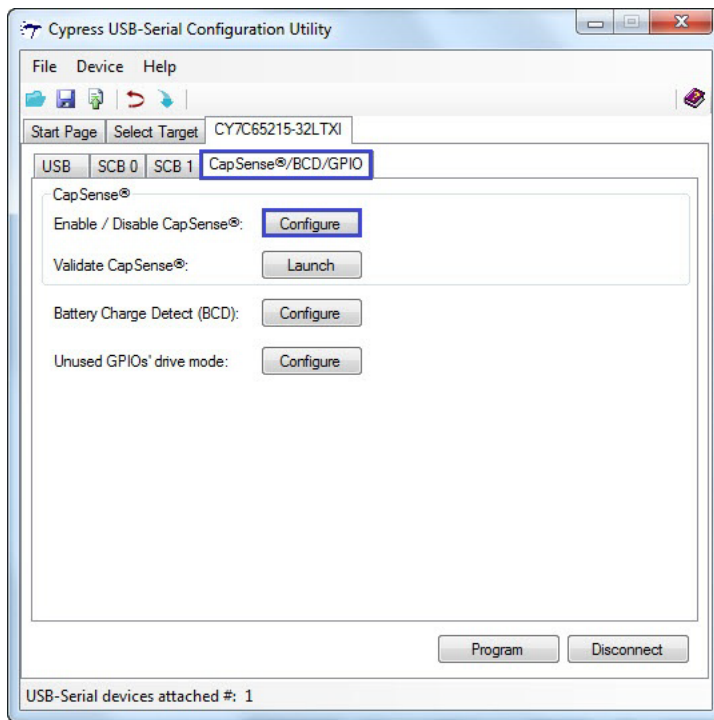 Cypress USB-Serial Configuration Utility
File Device Help
Start Page Select Target CY7C65215-32LTXI
USB SCB 0 SCB 1 CapSense®/BCD/GPIO
CapSense®
Enable / Disable CapSense®: Configure
Validate CapSense®: Launch
Battery Charge Detect (BCD): Configure
Unused GPIOs' drive mode: Configure
Program Disconnect
USB-Serial devices attached #: 1